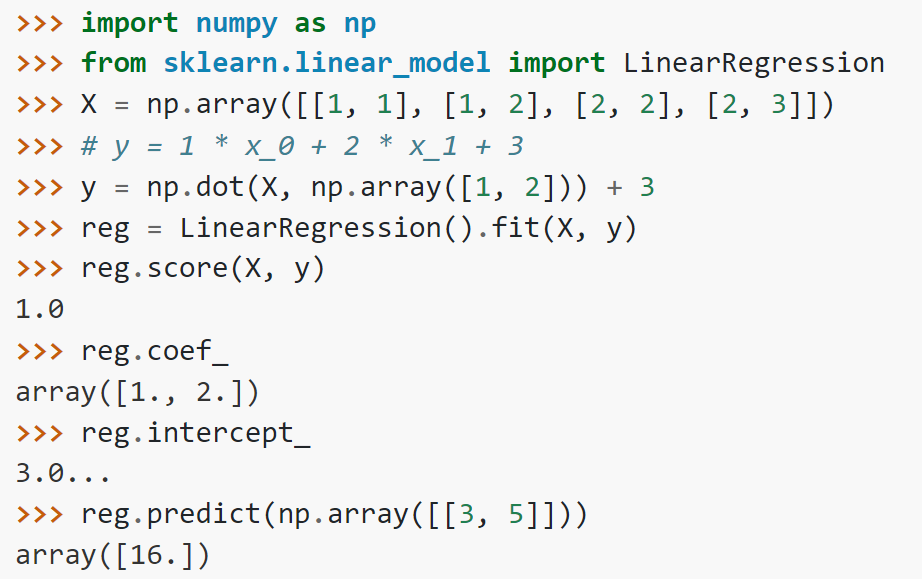 >>> import numpy as np
>>> from sklearn.linear_model import LinearRegression
>>> X = np.array([[1, 1], [1, 2], [2, 2], [2, 3]])
>>> # y = 1 * x_0 + 2 * x_1 + 3
>>> y = np.dot(X, np.array([1, 2])) + 3
>>> reg = LinearRegression().fit(X, y)
>>> reg.score(X, y)
1.0
>>> reg.coef_
array([1., 2.])
>>> reg.intercept_
3.0...
>>> reg.predict(np.array([[3, 5]]))
array([16.])